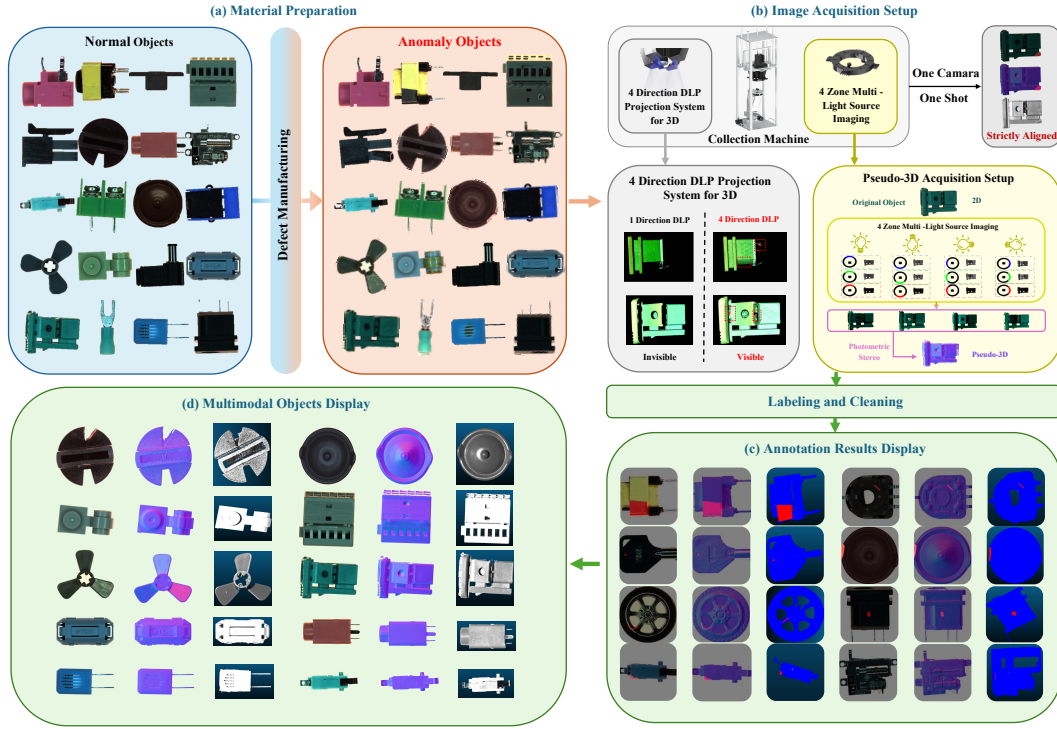 (a) Material Preparation
Normal Objects
Defect Manufacturing
Anomaly Objects
(b) Image Acquisition Setup
4 Direction DLP
Projection System
for 3D
Collection Machine
4 Zone Multi -
Light Source
Imaging
One Camara
One Shot
Strictly Aligned
4 Direction DLP Projection
System for 3D
1 Direction DLP
4 Direction DLP
Invisible
Visible
Pseudo-3D Acquisition Setup
Original Object
2D
4 Zone Multi -Light Source Imaging
Photometric
Stereo
Pseudo-3D
Labeling and Cleaning
(c) Annotation Results Display
(d) Multimodal Objects Display